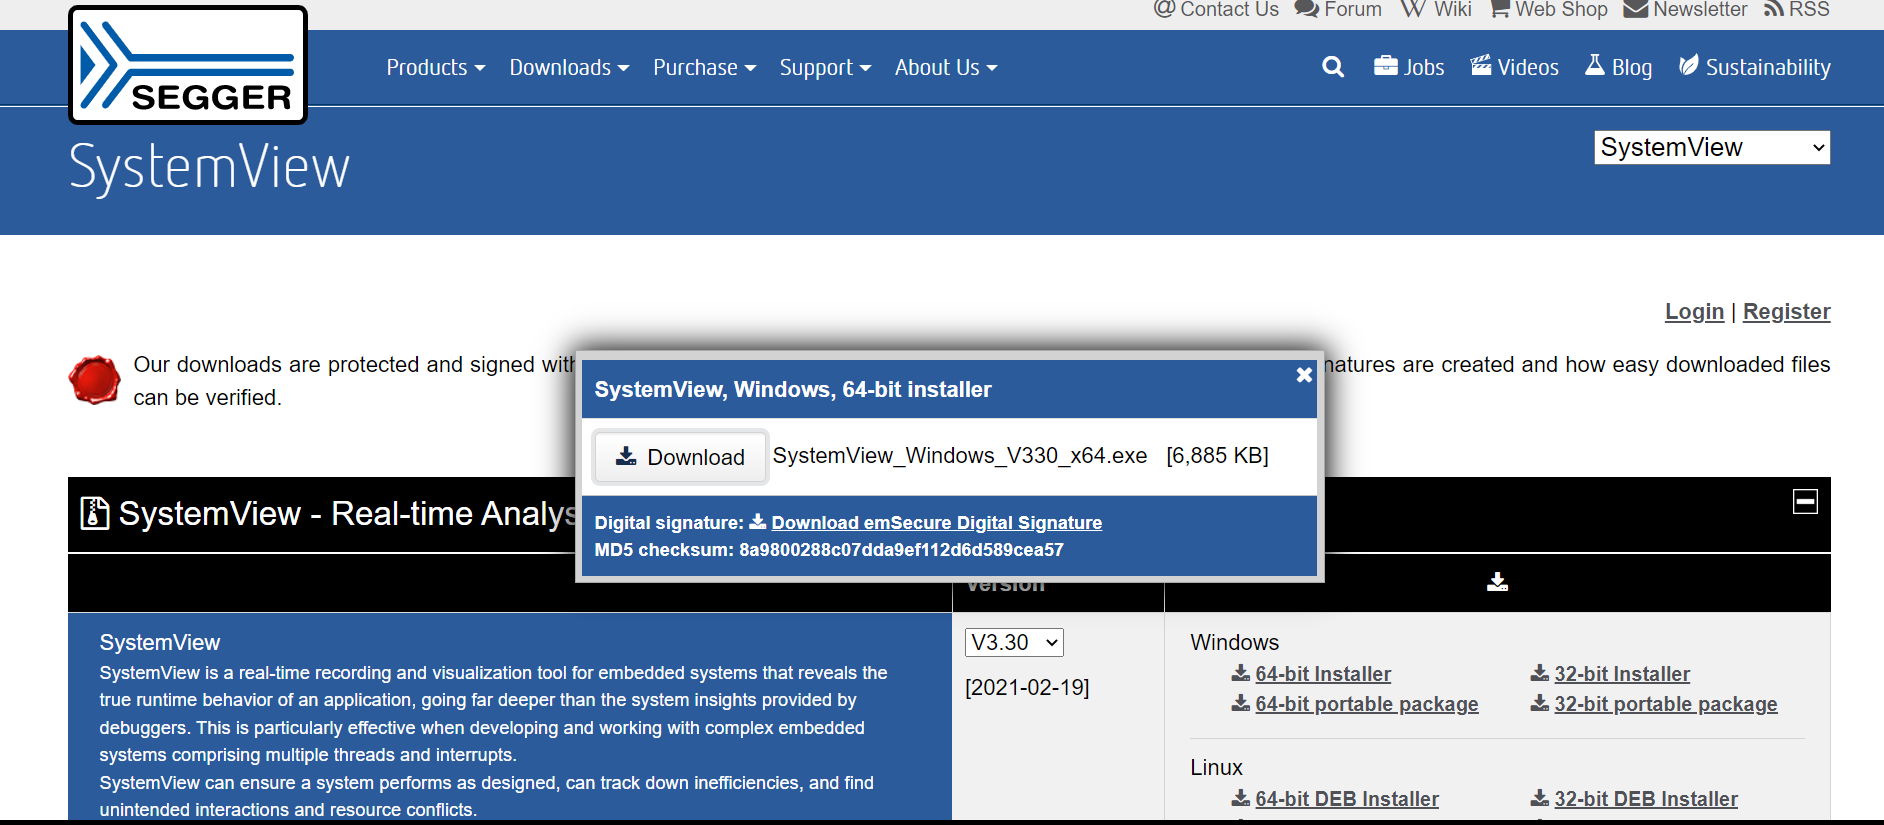 Contact Us Forum Wiki Web Shop Newsletter RSS
SEGGER
Products Downloads Purchase Support About Us Jobs Videos Blog Sustainability
SystemView
SystemView
Login | Register
Our downloads are protected and signed with
natures are created and how easy downloaded files
can be verified.
SystemView, Windows, 64-bit installer
Download SystemView_Windows_V330_x64.exe [6,885 KB]
Digital signature: Download emSecure Digital Signature
MD5 checksum: 8a9800288c07dda9ef112d6d589cea57
SystemView - Real-time Analys
Version
SystemView
SystemView is a real-time recording and visualization tool for embedded systems that reveals the
true runtime behavior of an application, going far deeper than the system insights provided by
debuggers. This is particularly effective when developing and working with complex embedded
systems comprising multiple threads and interrupts.
SystemView can ensure a system performs as designed, can track down inefficiencies, and find
unintended interactions and resource conflicts.
V3.30
[2021-02-19]
Windows
64-bit Installer 32-bit Installer
64-bit portable package 32-bit portable package
Linux
64-bit DEB Installer 32-bit DEB Installer